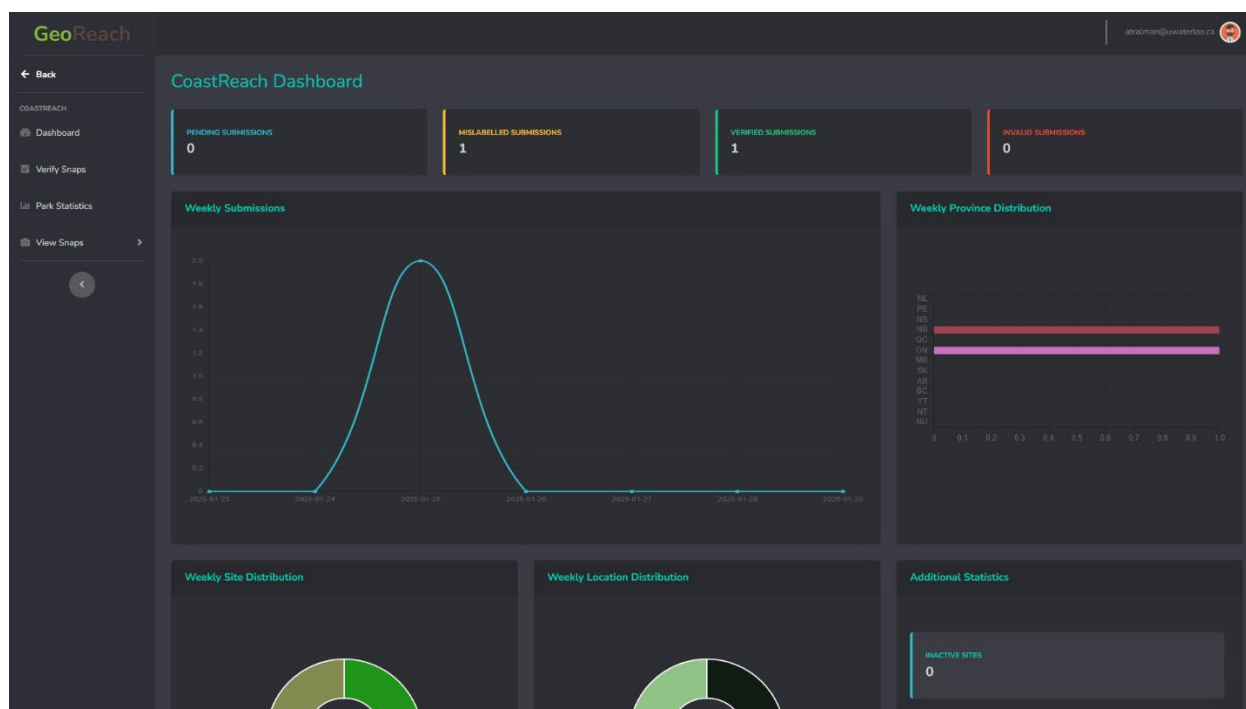 GeoReach
atralman@uwaterloo.ca
Back
COASTREACH
Dashboard
Verify Snaps
Park Statistics
View Snaps
CoastReach Dashboard
PENDING SUBMISSIONS
0
MISLABELLED SUBMISSIONS
1
VERIFIED SUBMISSIONS
1
INVALID SUBMISSIONS
0
Weekly Submissions
2.0
1.8
1.6
1.4
1.2
1.0
0.8
0.6
0.4
0.2
0
2025-01-23
2025-01-24
2025-01-25
2025-01-26
2025-01-27
2025-01-28
2025-01-29
Weekly Province Distribution
NL
PE
NS
NB
QC
ON
MB
SK
AB
BC
YT
NT
NU
0 0.1 0.2 0.3 0.4 0.5 0.6 0.7 0.8 0.9 1.0
Weekly Site Distribution
Weekly Location Distribution
Additional Statistics
INACTIVE SITES
0